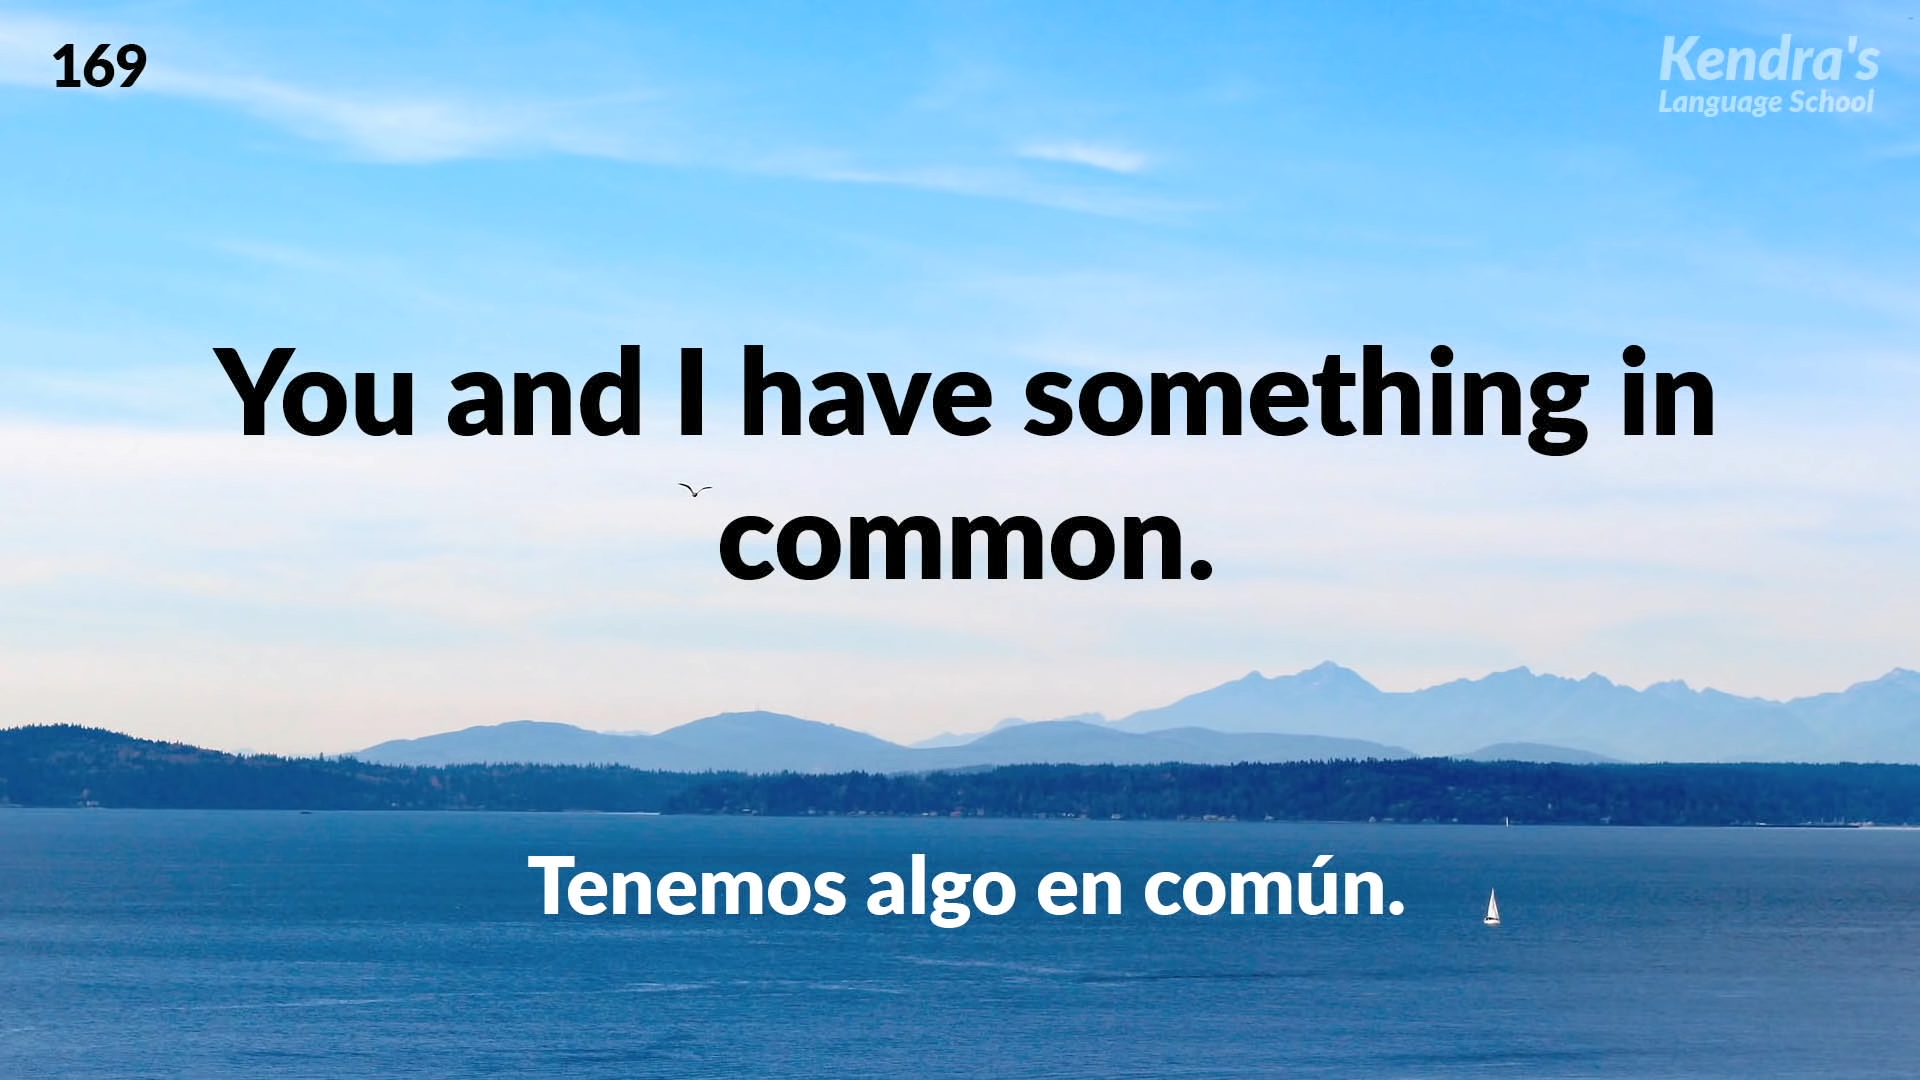 169
Kendra's
Language School
You and I have something in
common.
Tenemos algo en común.